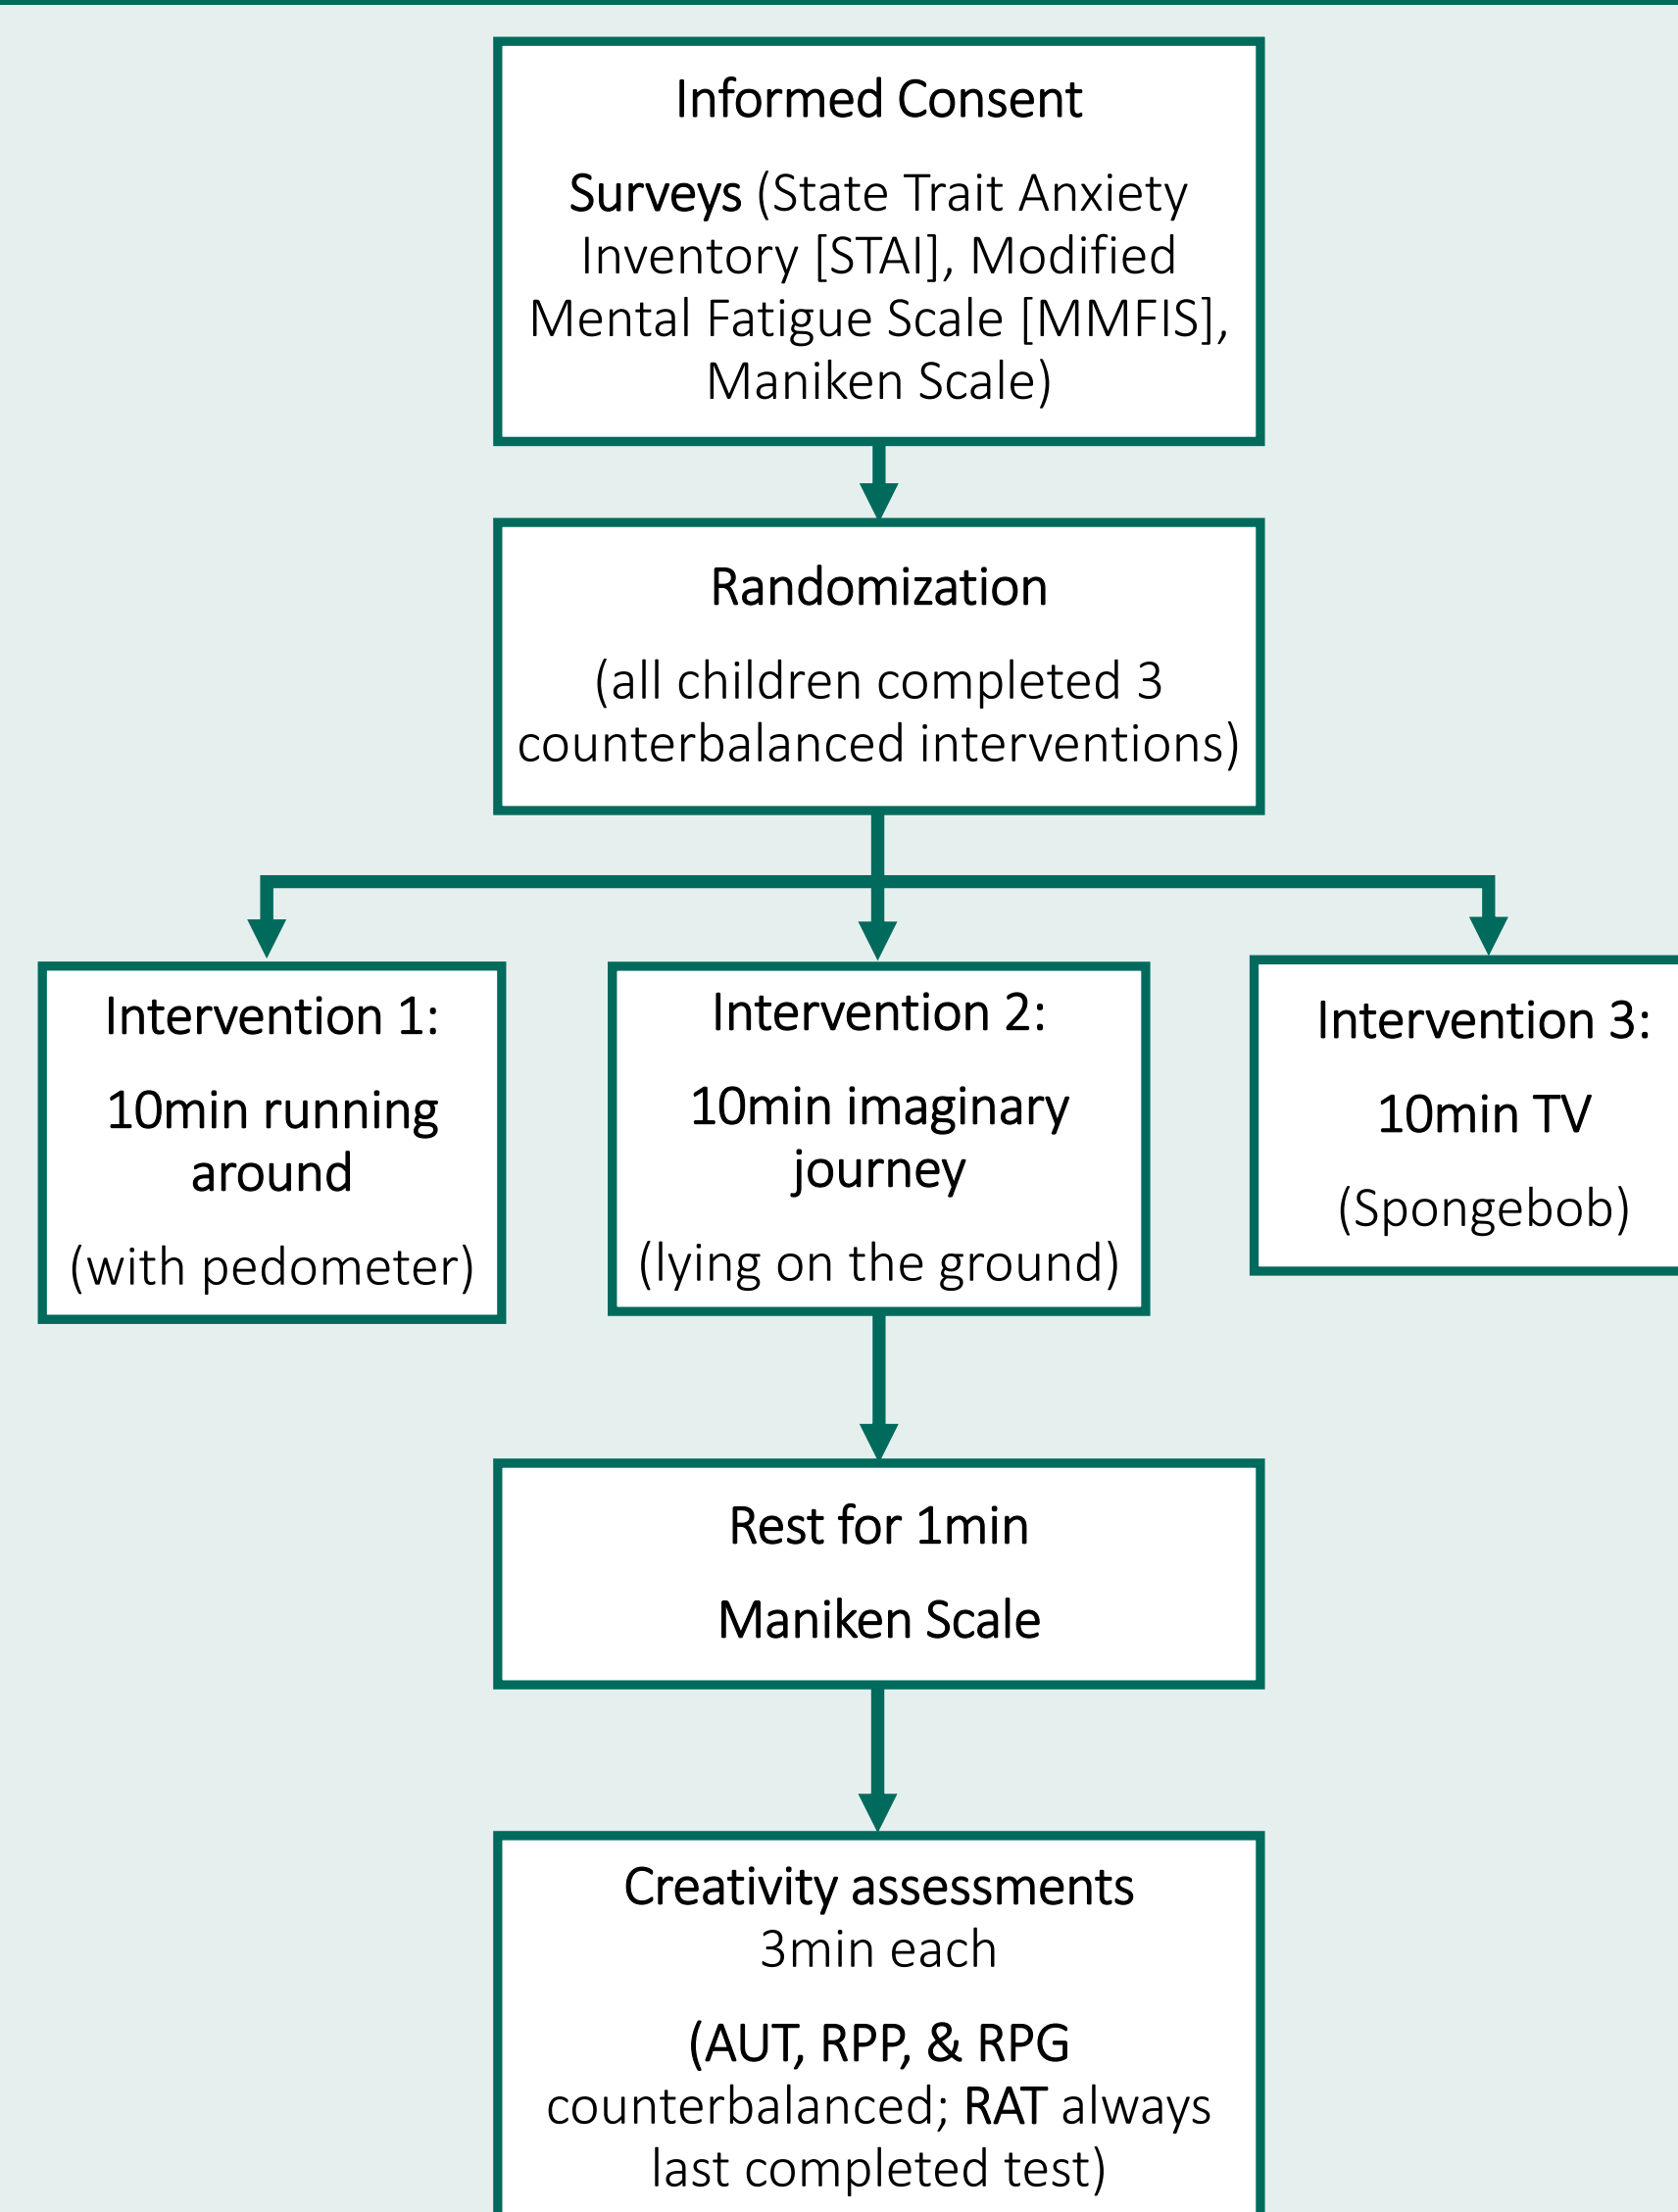 Informed Consent
Surveys (State Trait Anxiety
Inventory [STAI], Modified
Mental Fatigue Scale [MMFIS],
Maniken Scale)
Randomization
(all children completed 3
counterbalanced interventions)
Intervention 1:
10min running
around
(with pedometer)
Intervention 2:
10min imaginary
journey
(lying on the ground)
Intervention 3:
10min TV
(Spongebob)
Rest for 1min
Maniken Scale
Creativity assessments
3min each
(AUT, RPP, & RPG
counterbalanced; RAT always
last completed test)